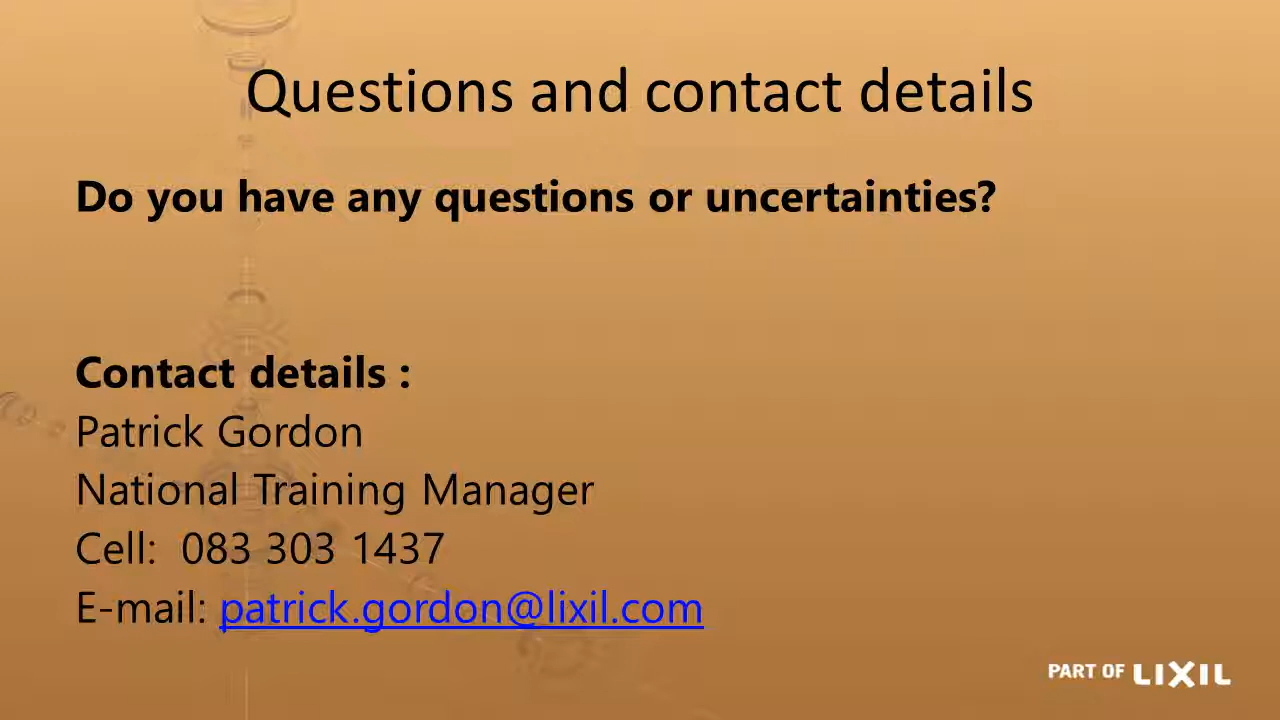 Questions and contact details
Do you have any questions or uncertainties?
Contact details :
Patrick Gordon
National Training Manager
Cell:  083 303 1437
E-mail: patrick.gordon@lixil.com
PART OF LIXIL